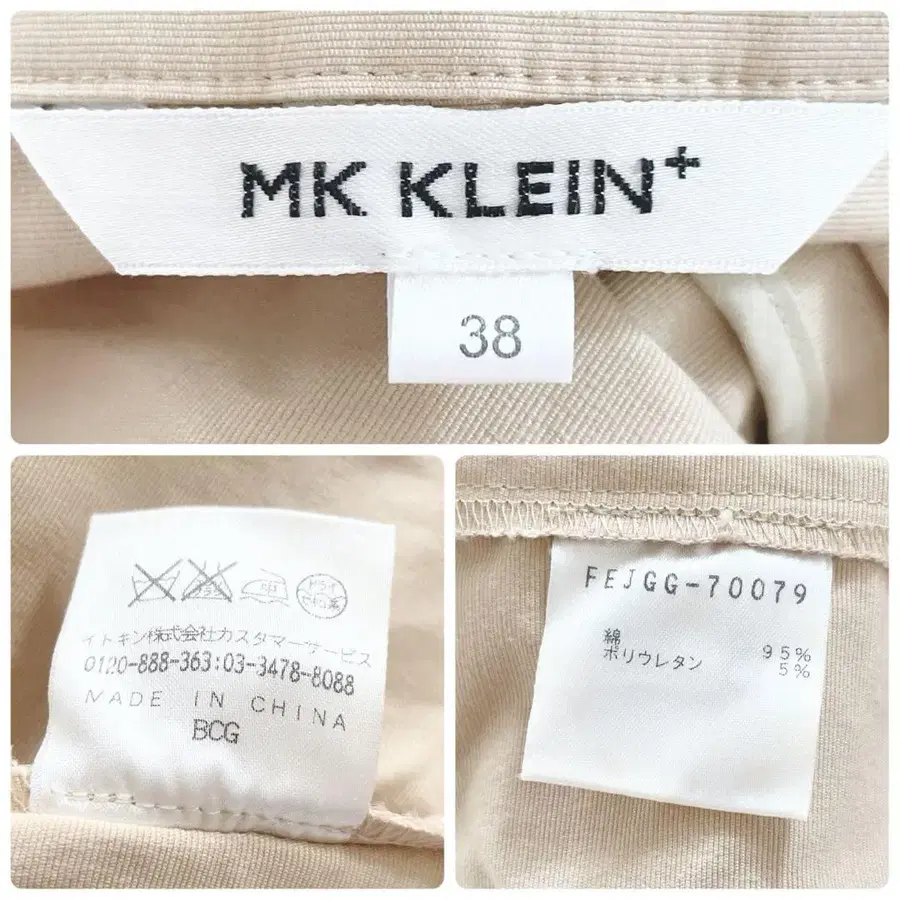 MK KLEIN+
38
イトキン株式会社カスタマーサービス
0120-888-363:03-3478-8088
MADE IN CHINA
BCG
FEJGG-70079
綿 95%
ポリウレタン 5%